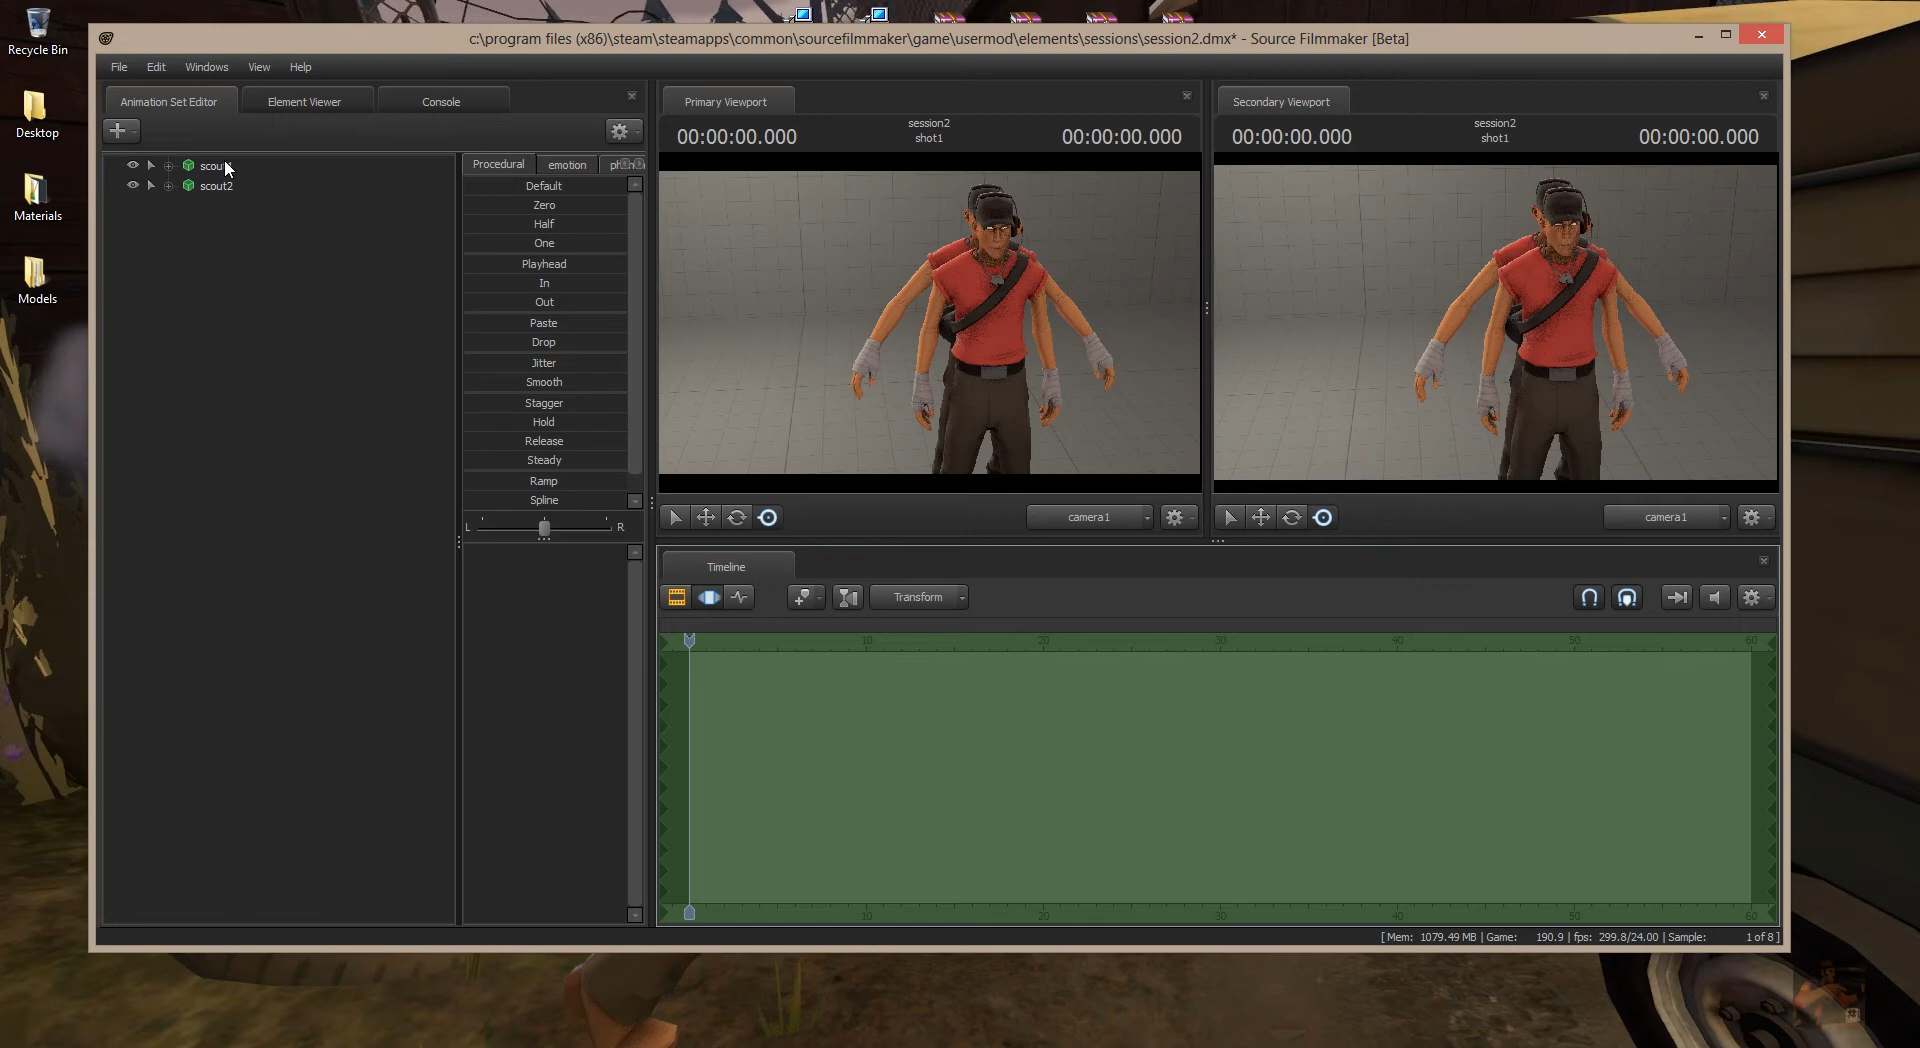 Recycle Bin
Desktop
Materials
Models
c:\program files (x86)\steam\steamapps\common\sourcefilmmaker\game\usermod\elements\sessions\session2.dmx* - Source Filmmaker [Beta]
File Edit Windows View Help
Animation Set Editor Element Viewer Console
scout2
Procedural emotion
Default
Zero
Half
One
Playhead
In
Out
Paste
Drop
Jitter
Smooth
Stagger
Hold
Release
Steady
Ramp
Spline
L R
Primary Viewport
00:00:00.000 session2 00:00:00.000
shot1
camera1
Secondary Viewport
00:00:00.000 session2 00:00:00.000
shot1
camera1
Timeline
Transform
10 20 30 40 50 60
10 20 30 40 50 60
[ Mem: 1079.49 MB | Game: 190.9 | fps: 299.8/24.00 | Sample: 1 of 8 ]